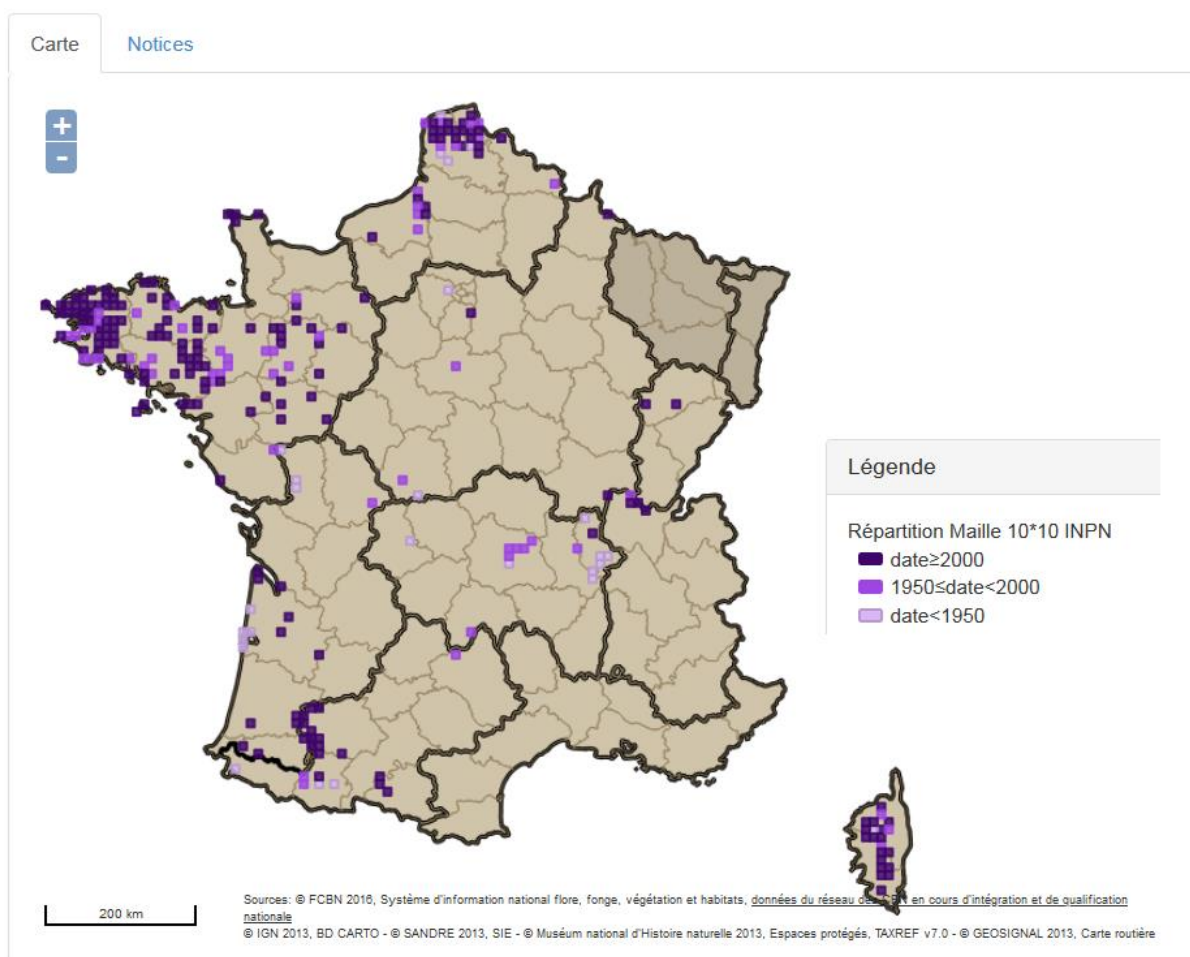 Carte Notices
+
-
Légende
Répartition Maille 10*10 INPN
date≥2000
1950≤date<2000
date<1950
200 km
Sources: © FCBN 2016, Système d'information national flore, fonge, végétation et habitats, données du réseau des CBN en cours d'intégration et de qualification
nationale
© IGN 2013, BD CARTO - © SANDRE 2013, SIE - © Muséum national d'Histoire naturelle 2013, Espaces protégés, TAXREF v7.0 - © GEOSIGNAL 2013, Carte routière